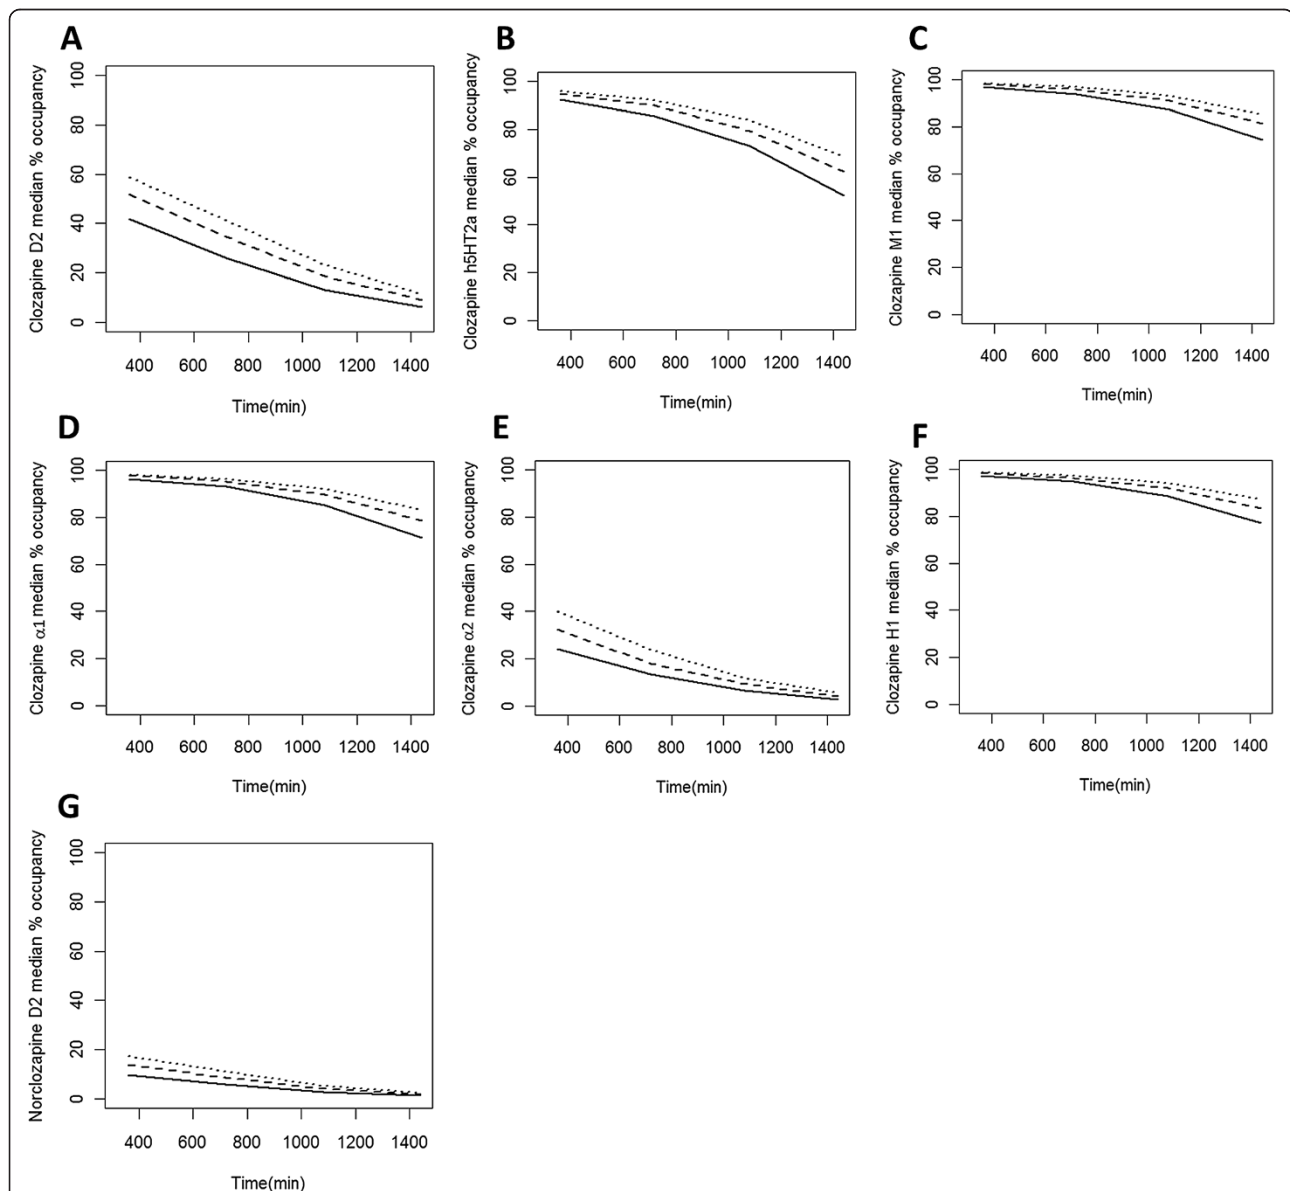 A
Clozapine D2 median % occupancy
100
80
60
40
20
0
400 600 800 1000 1200 1400
Time(min)
B
Clozapine h5HT2a median % occupancy
100
80
60
40
20
0
400 600 800 1000 1200 1400
Time(min)
C
Clozapine M1 median % occupancy
100
80
60
40
20
0
400 600 800 1000 1200 1400
Time(min)
D
Clozapine α1 median % occupancy
100
80
60
40
20
0
400 600 800 1000 1200 1400
Time(min)
E
Clozapine α2 median % occupancy
100
80
60
40
20
0
400 600 800 1000 1200 1400
Time(min)
F
Clozapine H1 median % occupancy
100
80
60
40
20
0
400 600 800 1000 1200 1400
Time(min)
G
Norclozapine D2 median % occupancy
100
80
60
40
20
0
400 600 800 1000 1200 1400
Time(min)